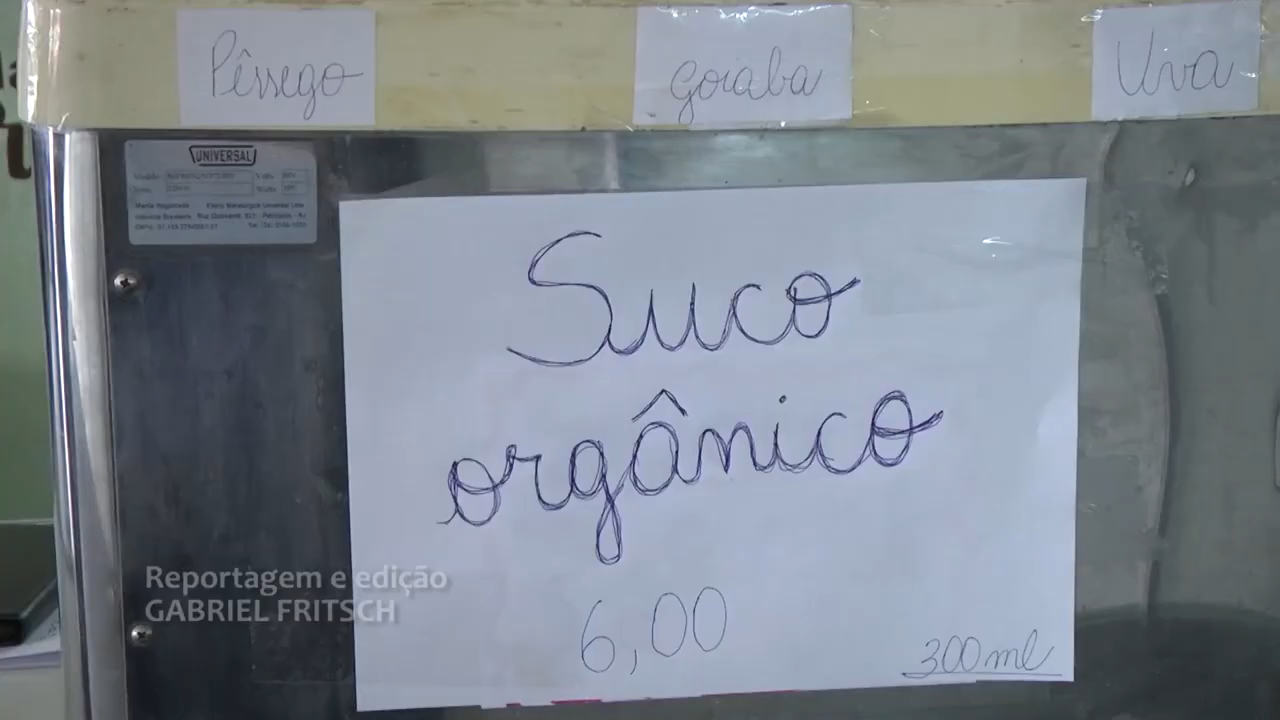 Pêssego
goiaba
Uva
UNIVERSAL
Suco
orgânico
6,00
300ml
Reportagem e edição
GABRIEL FRITSCH